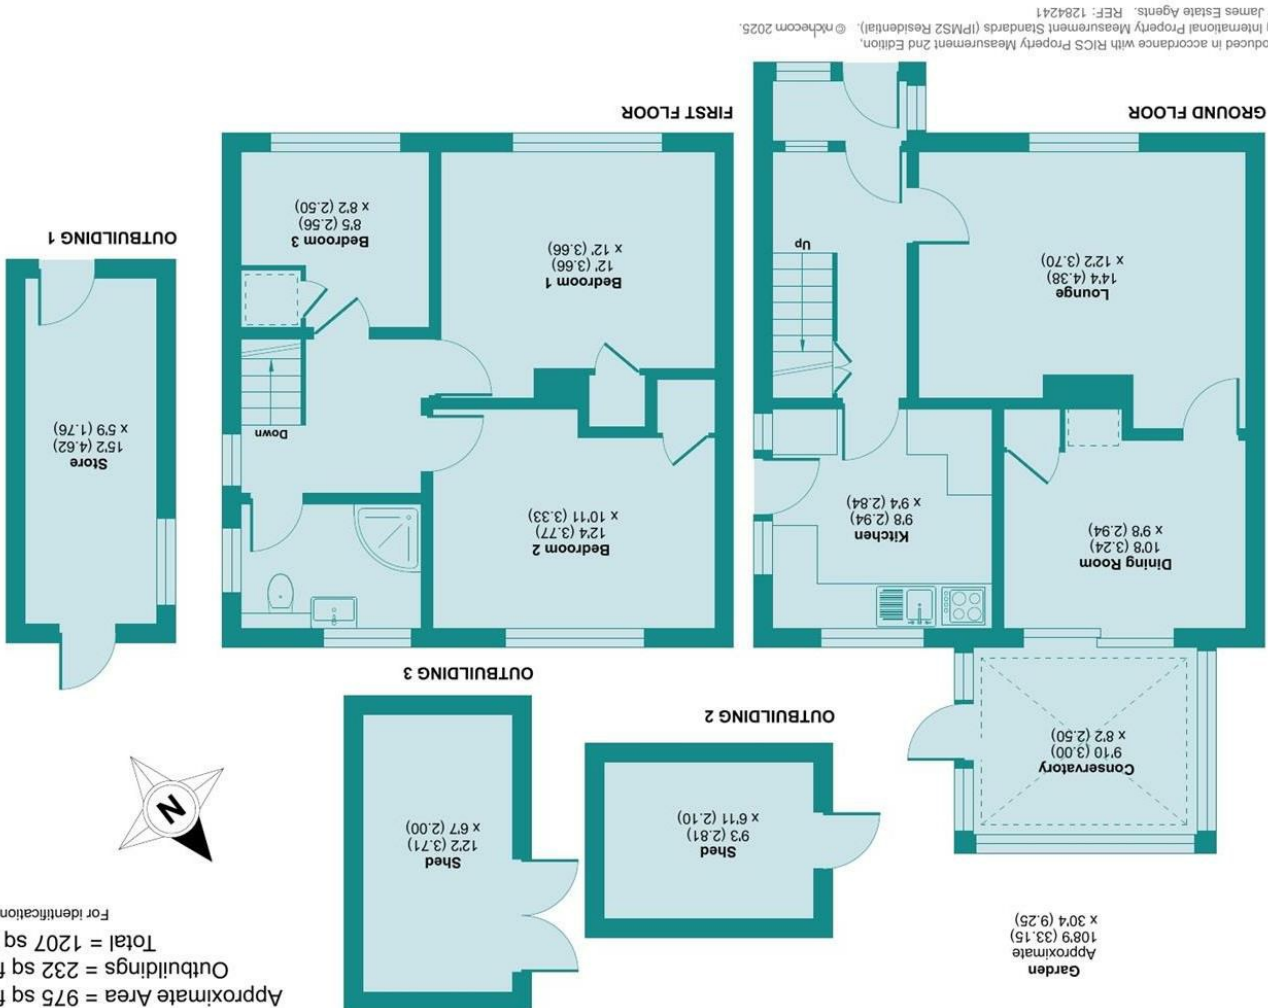 Approximate Area = 975 sq f
Outbuildings = 232 sq f
Total = 1207 sq
For identification
Garden
Approximate
108'9 (33.15)
x 30'4 (9.25)
Conservatory
9'10 (3.00)
x 8'2 (2.50)
Shed
9'3 (2.81)
x 6'11 (2.10)
OUTBUILDING 2
Shed
12'2 (3.71)
x 6'7 (2.00)
OUTBUILDING 3
N
Dining Room
10'8 (3.24)
x 9'8 (2.94)
Kitchen
9'8 (2.94)
x 9'4 (2.84)
Lounge
14'4 (4.38)
x 12'2 (3.70)
Up
GROUND FLOOR
Bedroom 2
12'4 (3.77)
x 10'11 (3.33)
Down
Bedroom 1
12' (3.66)
x 12' (3.66)
Bedroom 3
8'5 (2.56)
x 8'2 (2.50)
FIRST FLOOR
Store
15'2 (4.62)
x 5'9 (1.76)
OUTBUILDING 1
oduced in accordance with RICS Property Measurement 2nd Edition,
International Property Measurement Standards (IPMS2 Residential). © nichecom 2025.
James Estate Agents. REF: 1284241